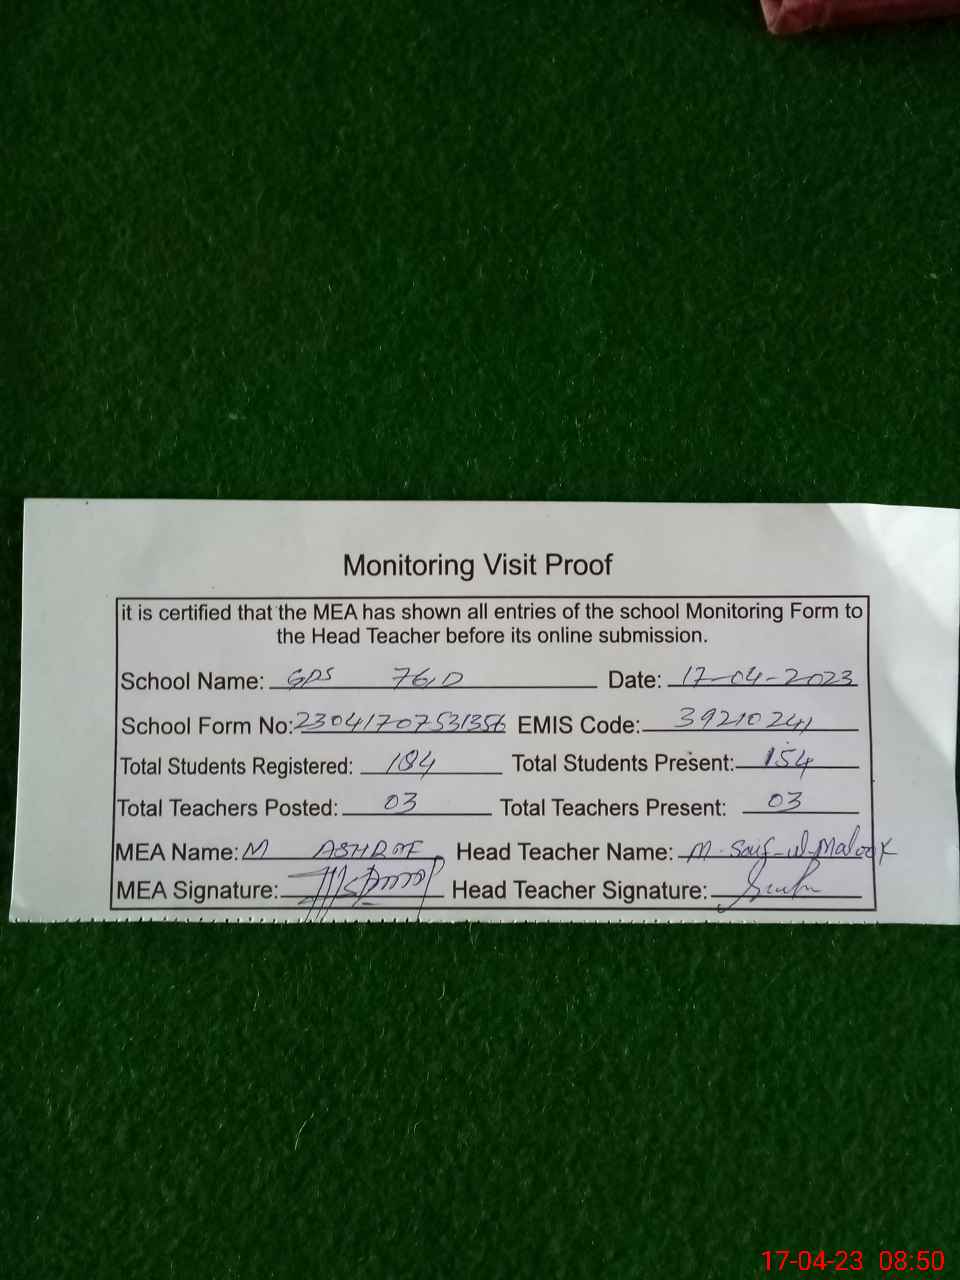 Monitoring Visit Proof
it is certified that the MEA has shown all entries of the school Monitoring Form to
the Head Teacher before its online submission.
School Name: GPS 76/D Date: 17-04-2023
School Form No: 23041707531356 EMIS Code: 39210241
Total Students Registered: 184 Total Students Present: 154
Total Teachers Posted: 03 Total Teachers Present: 03
MEA Name: M ASHRAF Head Teacher Name: M. Saif-ul-Malook
MEA Signature: Head Teacher Signature:
17-04-23 08:50